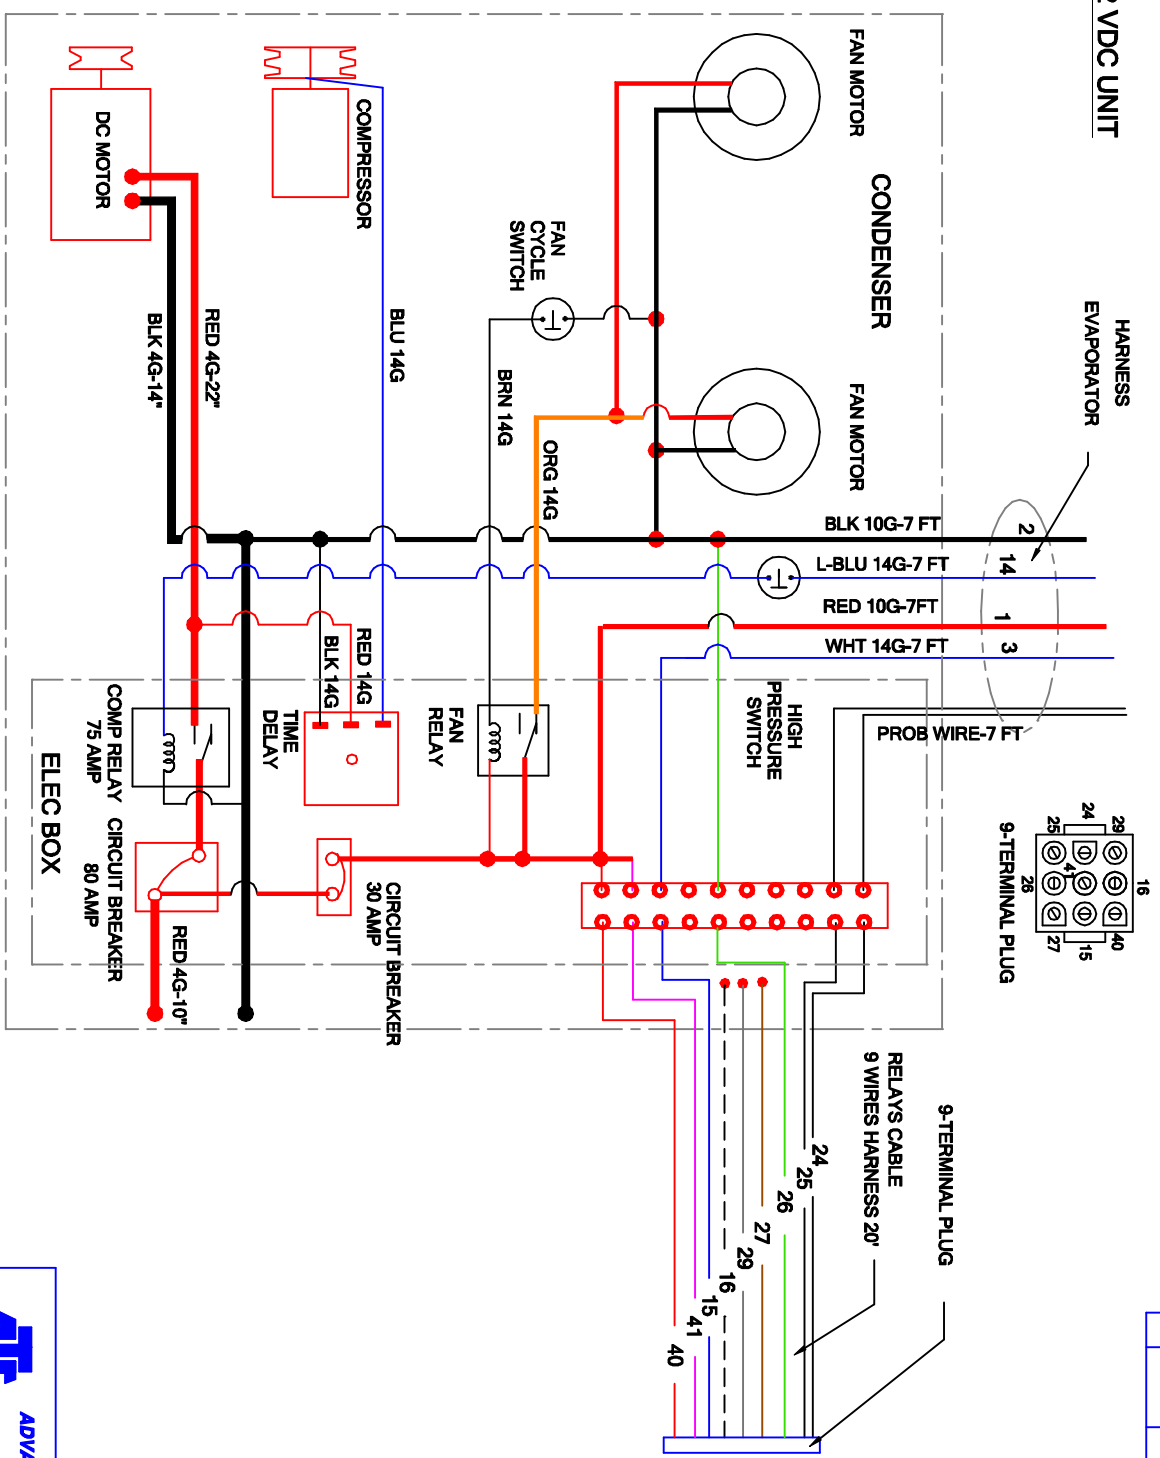 VDC UNIT
FAN MOTOR
CONDENSER
FAN MOTOR
HARNESS
EVAPORATOR
COMPRESSOR
DC MOTOR
FAN
CYCLE
SWITCH
BLU 14G
RED 4G-22"
BLK 4G-14"
BRN 14G
ORG 14G
BLK 10G-7 FT
L-BLU 14G-7 FT
RED 10G-7FT
WHT 14G-7 FT
2
14
1
3
PROB WIRE-7 FT
RED 14G
BLK 14G
HIGH
PRESSURE
SWITCH
FAN
RELAY
TIME
DELAY
COMP RELAY
75 AMP
ELEC BOX
CIRCUIT BREAKER
80 AMP
CIRCUIT BREAKER
30 AMP
RED 4G-10"
29
24
25
16
41
26
40
15
27
9-TERMINAL PLUG
RELAYS CABLE
9 WIRES HARNESS 20'
9-TERMINAL PLUG
24
25
26
27
29
16
15
41
40